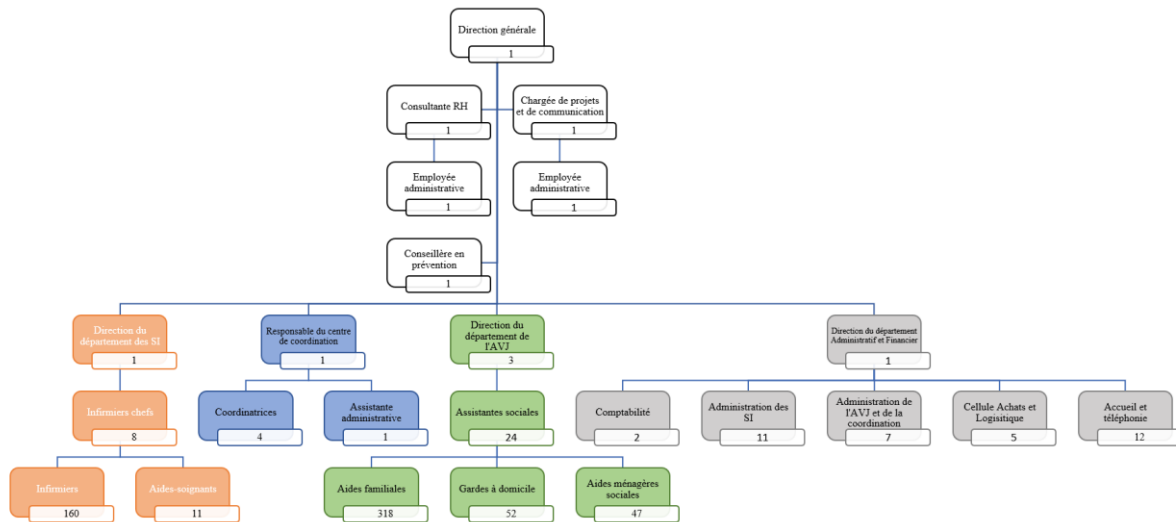 Direction générale
1
Consultante RH
1
Chargée de projets
et de communication
1
Employée
administrative
1
Employée
administrative
1
Conseillère en
prévention
1
Direction du
département des SI
1
Responsable du centre
de coordination
1
Direction du
département de
l'AVJ
3
Direction du département
Administratif et Financier
1
Infirmiers chefs
8
Coordinatrices
4
Assistante
administrative
1
Assistantes sociales
24
Comptabilité
2
Administration des
SI
11
Administration de
l'AVJ et de la
coordination
7
Cellule Achats et
Logisitique
5
Accueil et
téléphonie
12
Infirmiers
160
Aides-soignants
11
Aides familiales
318
Gardes à domicile
52
Aides ménagères
sociales
47